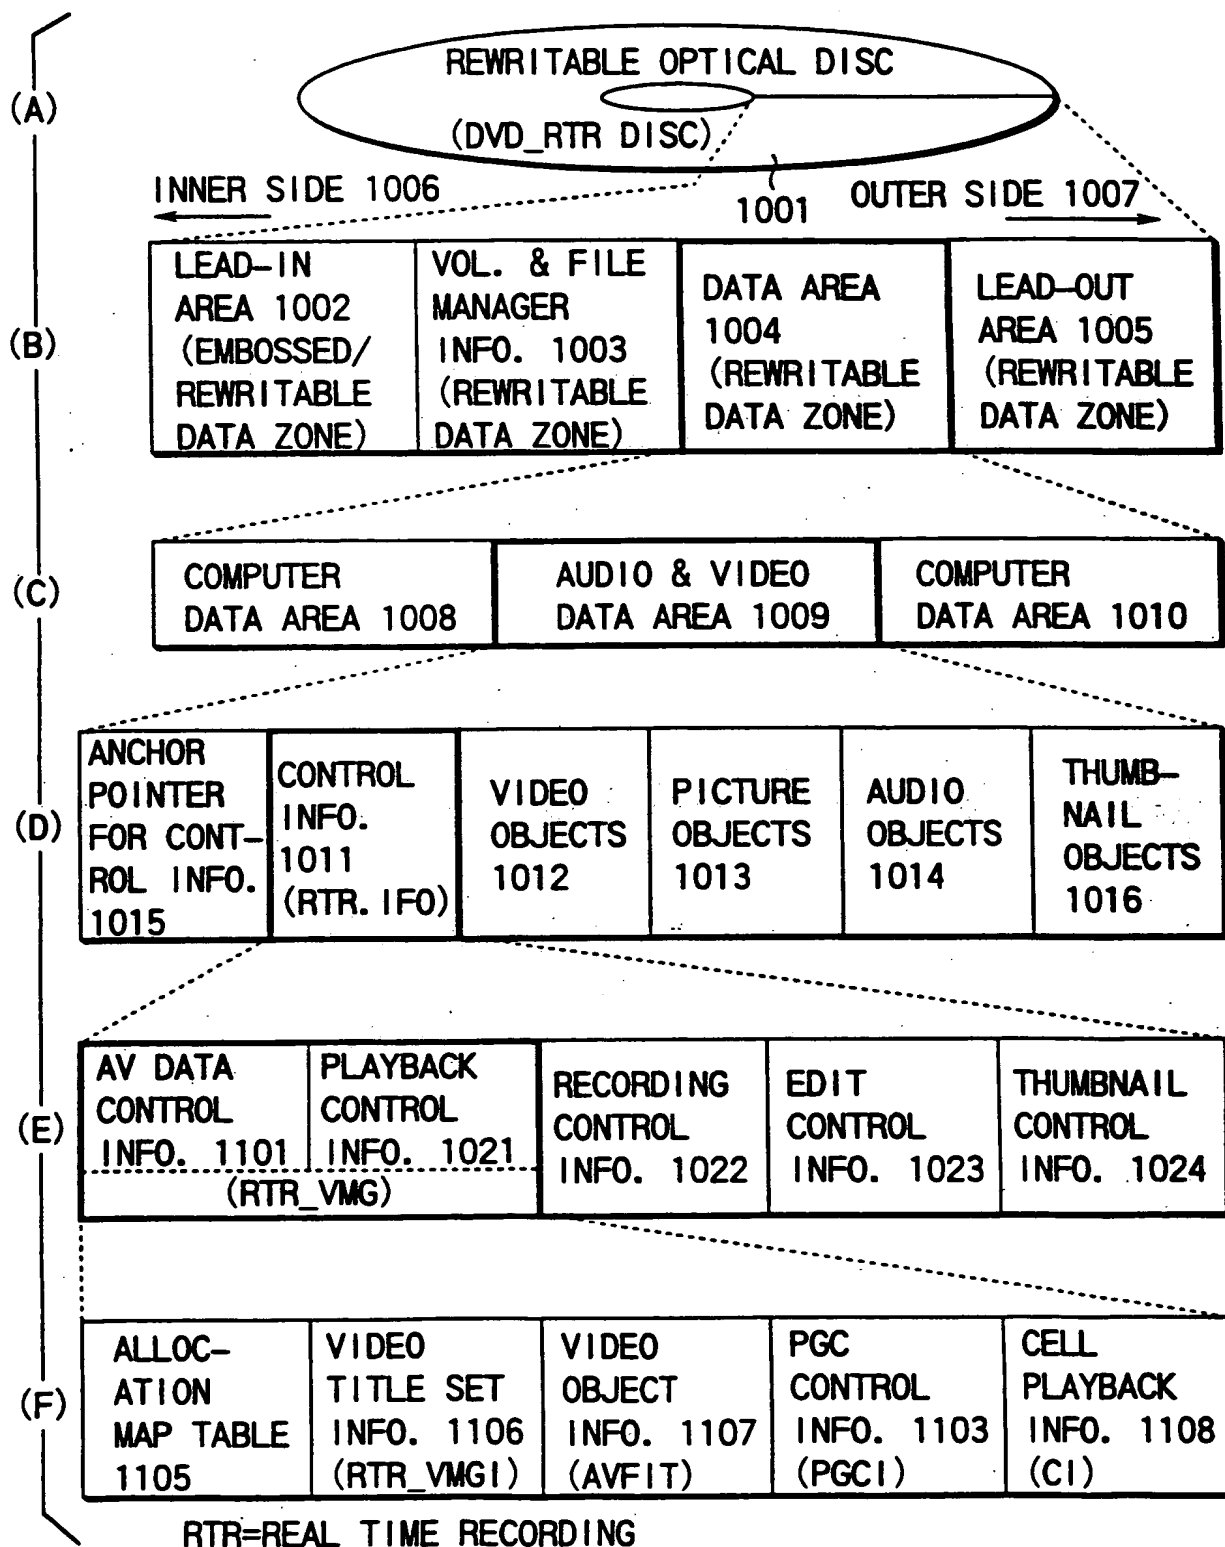 (A)
REWRITABLE OPTICAL DISC
(DVD_RTR DISC)
INNER SIDE 1006
1001
OUTER SIDE 1007
(B)
LEAD-IN
AREA 1002
(EMBOSSED/
REWRITABLE
DATA ZONE)
VOL. & FILE
MANAGER
INFO. 1003
(REWRITABLE
DATA ZONE)
DATA AREA
1004
(REWRITABLE
DATA ZONE)
LEAD-OUT
AREA 1005
(REWRITABLE
DATA ZONE)
(C)
COMPUTER
DATA AREA 1008
AUDIO & VIDEO
DATA AREA 1009
COMPUTER
DATA AREA 1010
(D)
ANCHOR
POINTER
FOR CONT-
ROL INFO.
1015
CONTROL
INFO.
1011
(RTR.IFO)
VIDEO
OBJECTS
1012
PICTURE
OBJECTS
1013
AUDIO
OBJECTS
1014
THUMB-
NAIL
OBJECTS
1016
(E)
AV DATA
CONTROL
INFO. 1101
PLAYBACK
CONTROL
INFO. 1021
(RTR_VMG)
RECORDING
CONTROL
INFO. 1022
EDIT
CONTROL
INFO. 1023
THUMBNAIL
CONTROL
INFO. 1024
(F)
ALLOC-
ATION
MAP TABLE
1105
VIDEO
TITLE SET
INFO. 1106
(RTR_VMGI)
VIDEO
OBJECT
INFO. 1107
(AVFIT)
PGC
CONTROL
INFO. 1103
(PGCI)
CELL
PLAYBACK
INFO. 1108
(CI)
RTR=REAL TIME RECORDING